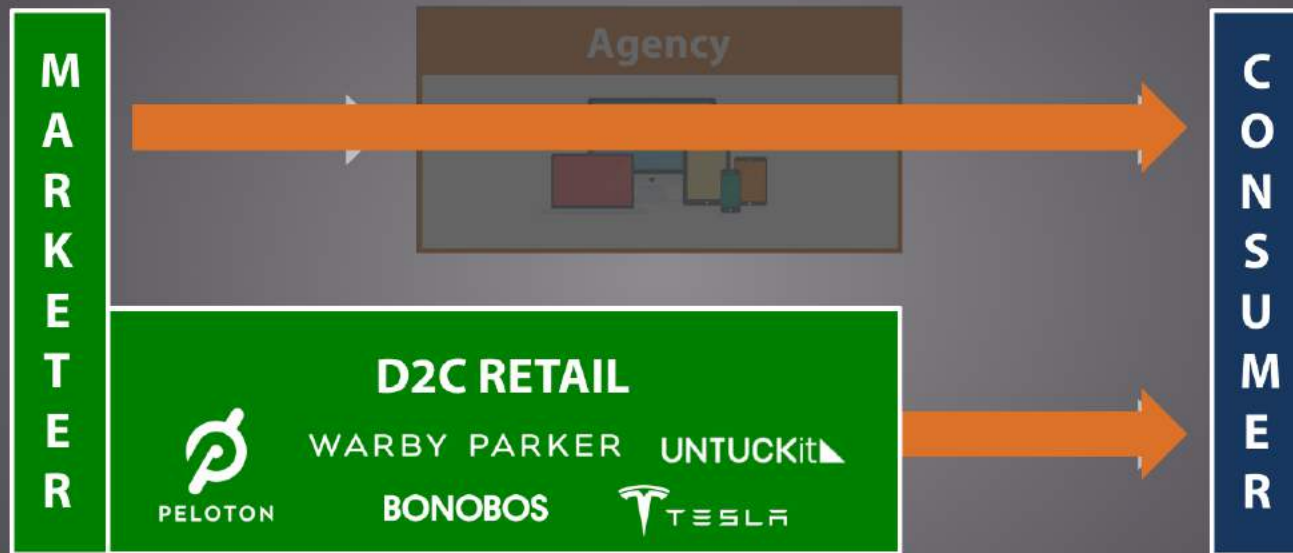 MARKETER
Agency
CONSUMER
D2C RETAIL
WARBY PARKER
UNTUCKit
PELOTON
BONOBOS
TESLA